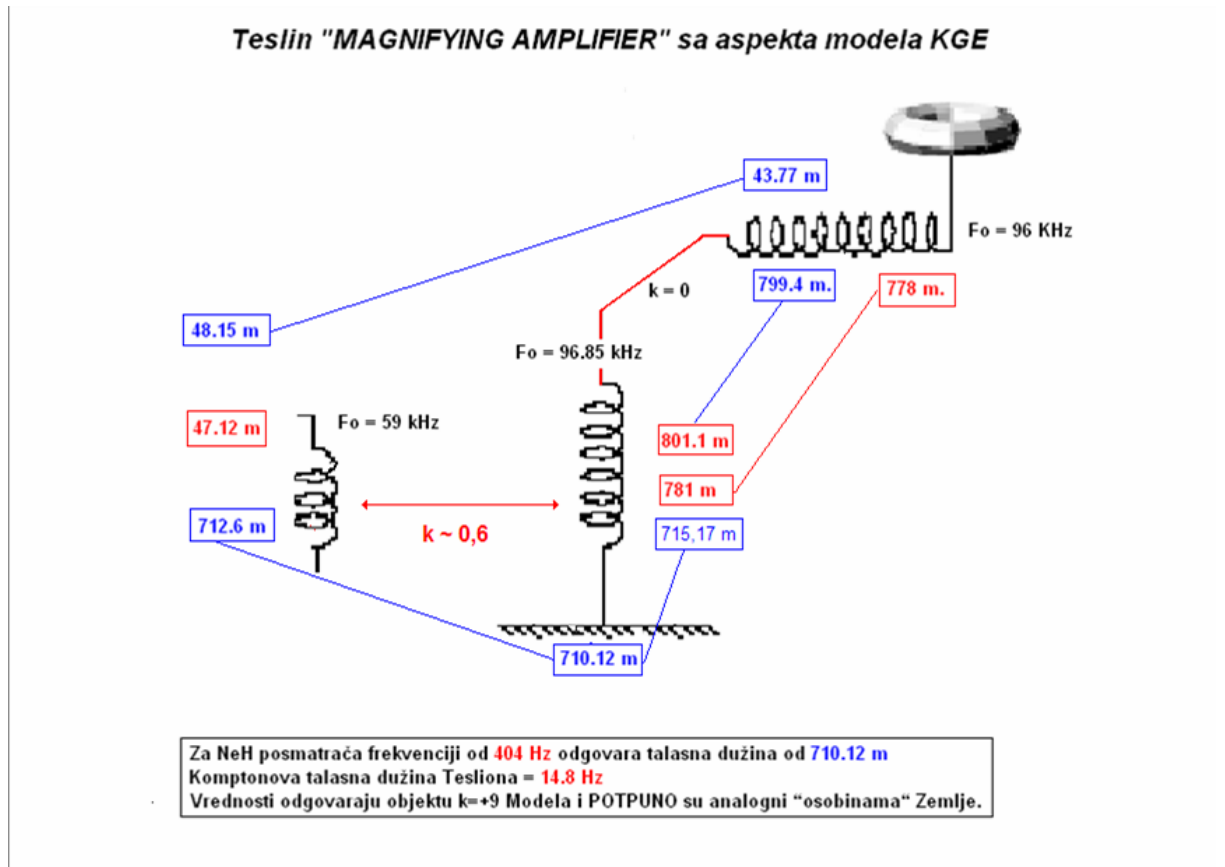 Teslin "MAGNIFYING AMPLIFIER" sa aspekta modela KGE
43.77 m
Fo = 96 KHz
799.4 m.
778 m.
k = 0
48.15 m
Fo = 96.85 kHz
47.12 m
Fo = 59 kHz
801.1 m
781 m
712.6 m
k ~ 0,6
715,17 m
710.12 m
Za NeH posmatrača frekvenciji od 404 Hz odgovara talasna dužina od 710.12 m
Komptonova talasna dužina Tesliona = 14.8 Hz
Vrednosti odgovaraju objektu k=+9 Modela i POTPUNO su analogni “osobinama“ Zemlje.